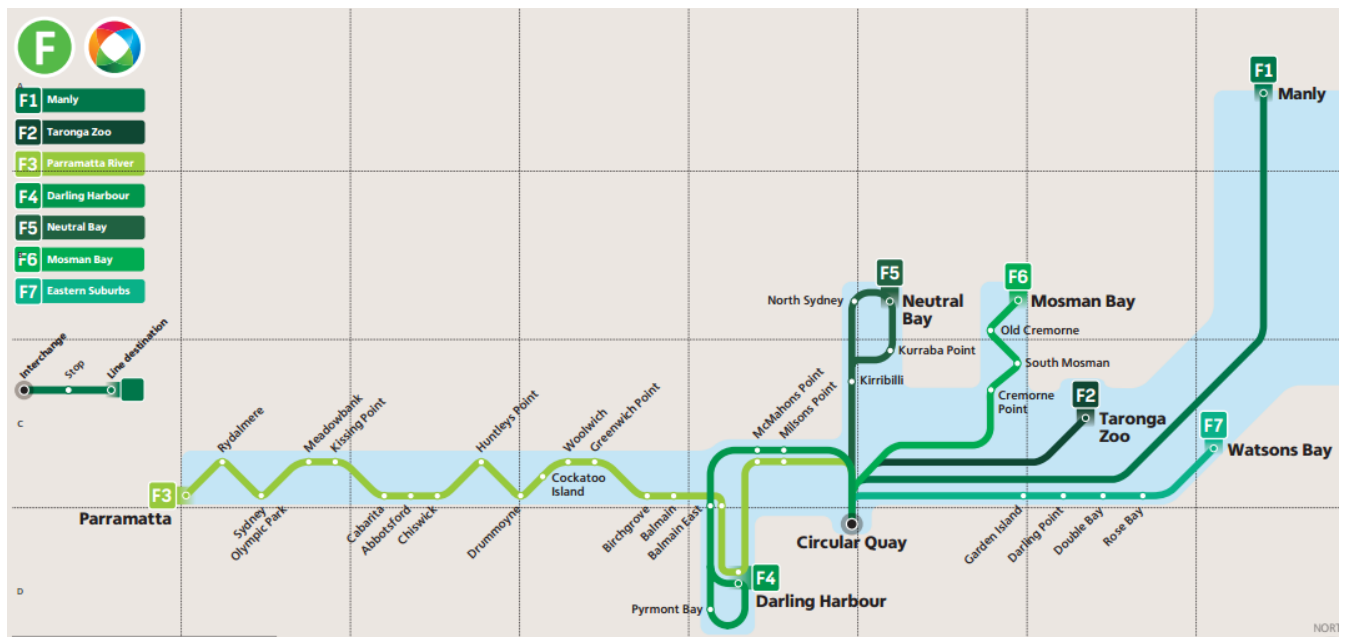 F
A
F1 Manly
F2 Taronga Zoo
F3 Parramatta River
F4 Darling Harbour
F5 Neutral Bay
F6 Mosman Bay
F7 Eastern Suburbs
Interchange
Stop
Line destination
C
D
F1
Manly
F5
Neutral
Bay
North Sydney
Kurraba Point
Kirribilli
F6
Mosman Bay
Old Cremorne
South Mosman
Cremorne
Point
F2
Taronga
Zoo
F7
Watsons Bay
F3
Parramatta
Rydalmere
Sydney
Olympic Park
Meadowbank
Kissing Point
Cabarita
Abbotsford
Chiswick
Huntleys Point
Drummoyne
Cockatoo
Island
Woolwich
Greenwich Point
Birchgrove
Balmain
Balmain East
McMahons Point
Milsons Point
Circular Quay
Garden Island
Darling Point
Double Bay
Rose Bay
F4
Darling Harbour
Pyrmont Bay
NORT